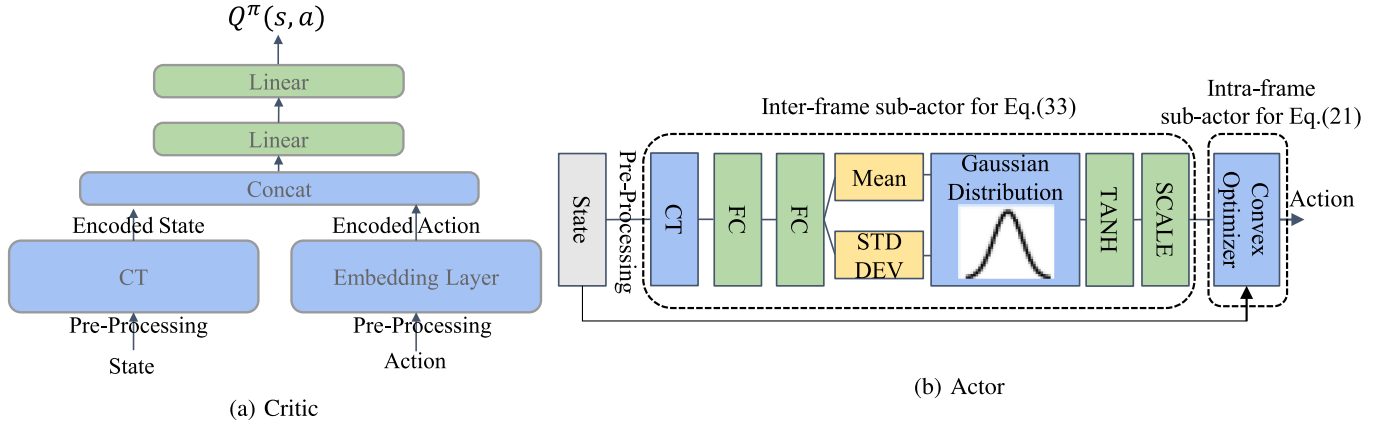 Q^π(s, a)
Linear
Linear
Concat
Encoded State
Encoded Action
CT
Embedding Layer
Pre-Processing
Pre-Processing
State
Action
(a) Critic
Inter-frame sub-actor for Eq.(33)
Intra-frame
sub-actor for Eq.(21)
State
Pre-Processing
CT
FC
FC
Mean
STD
DEV
Gaussian
Distribution
TANH
SCALE
Convex
Optimizer
Action
(b) Actor